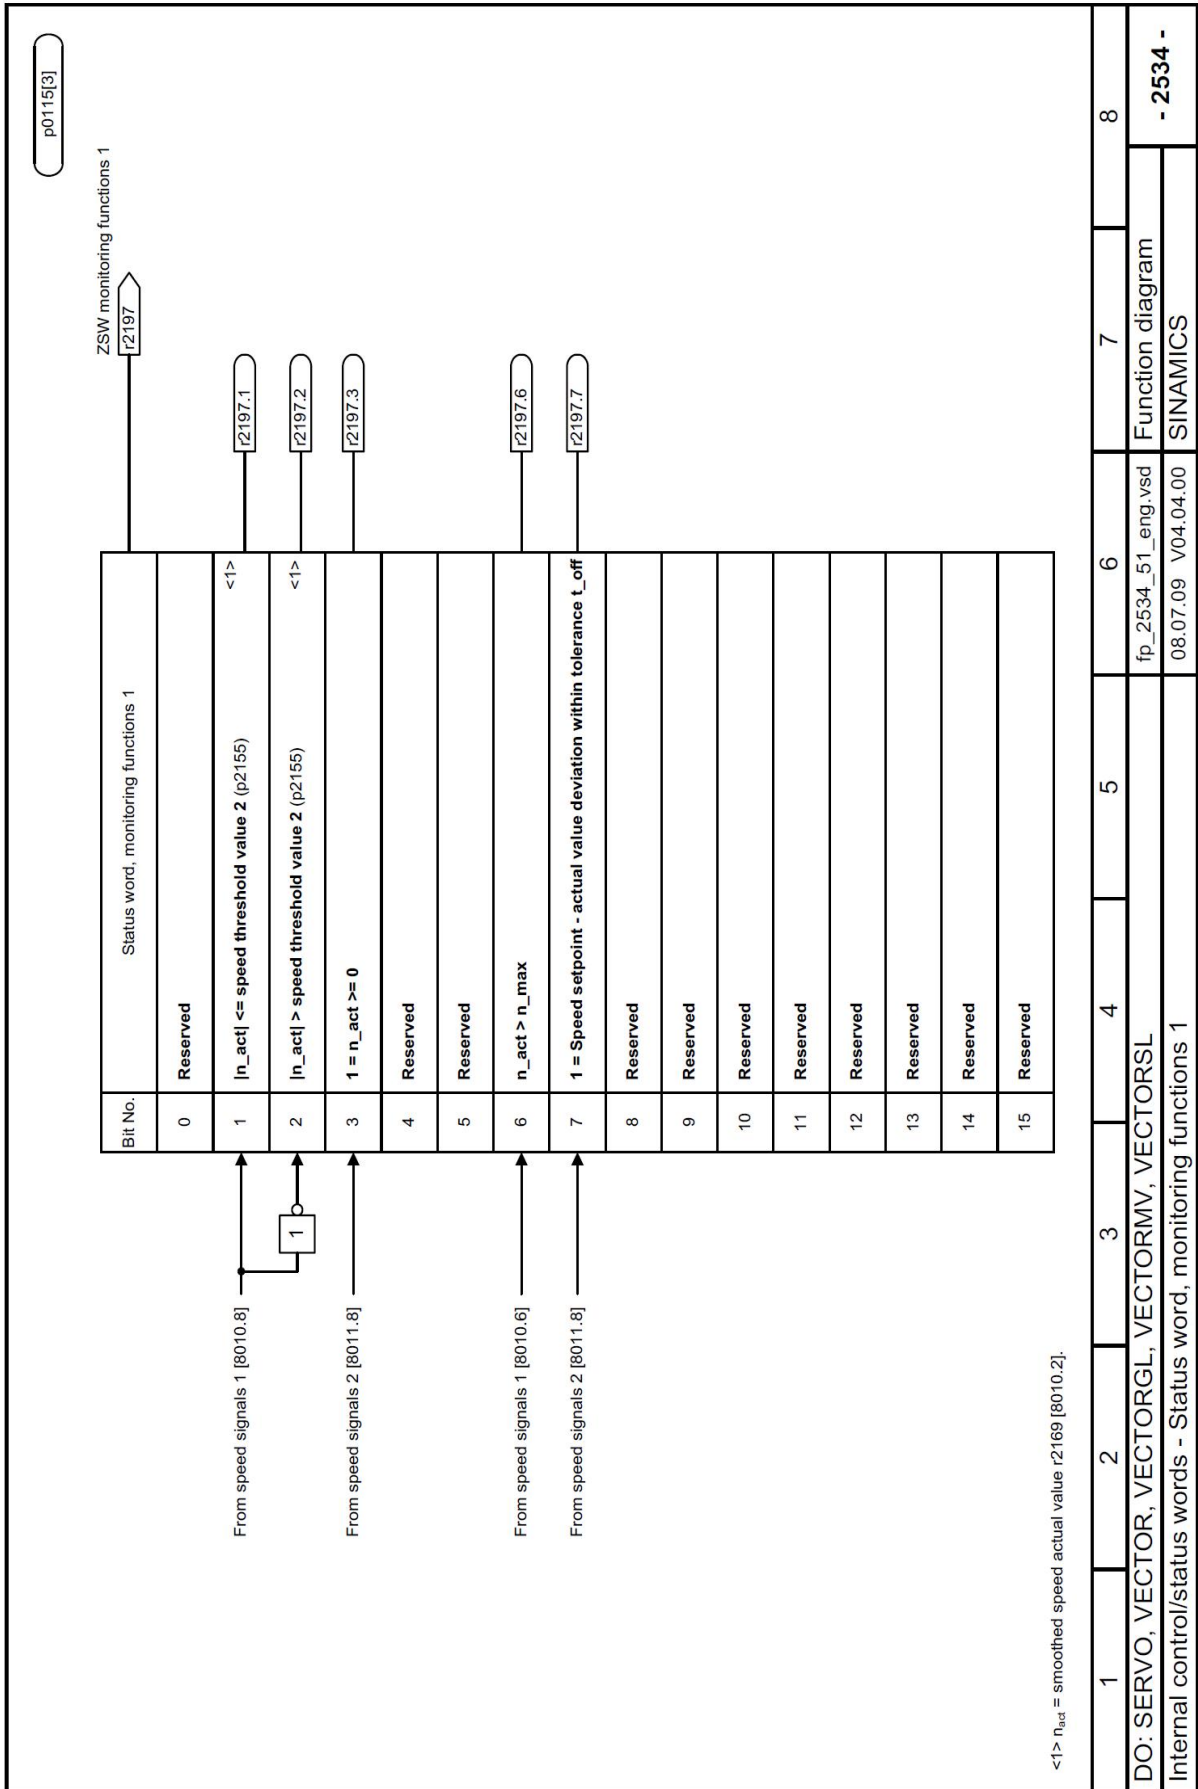 p0115[3]
ZSW monitoring functions 1
r2197
Bit No. Status word, monitoring functions 1
0 Reserved
From speed signals 1 [8010.8] 1 |n_act| <= speed threshold value 2 (p2155) <1> r2197.1
1 2 |n_act| > speed threshold value 2 (p2155) <1> r2197.2
From speed signals 2 [8011.8] 3 1 = n_act >= 0 r2197.3
4 Reserved
5 Reserved
From speed signals 1 [8010.6] 6 n_act > n_max r2197.6
From speed signals 2 [8011.8] 7 1 = Speed setpoint - actual value deviation within tolerance t_off r2197.7
8 Reserved
9 Reserved
10 Reserved
11 Reserved
12 Reserved
13 Reserved
14 Reserved
15 Reserved
<1> nact = smoothed speed actual value r2169 [8010.2].
1 2 3 4 5 6 7 8
DO: SERVO, VECTOR, VECTORGL, VECTORMV, VECTORSL fp_2534_51_eng.vsd Function diagram - 2534 -
Internal control/status words - Status word, monitoring functions 1 08.07.09 V04.04.00 SINAMICS